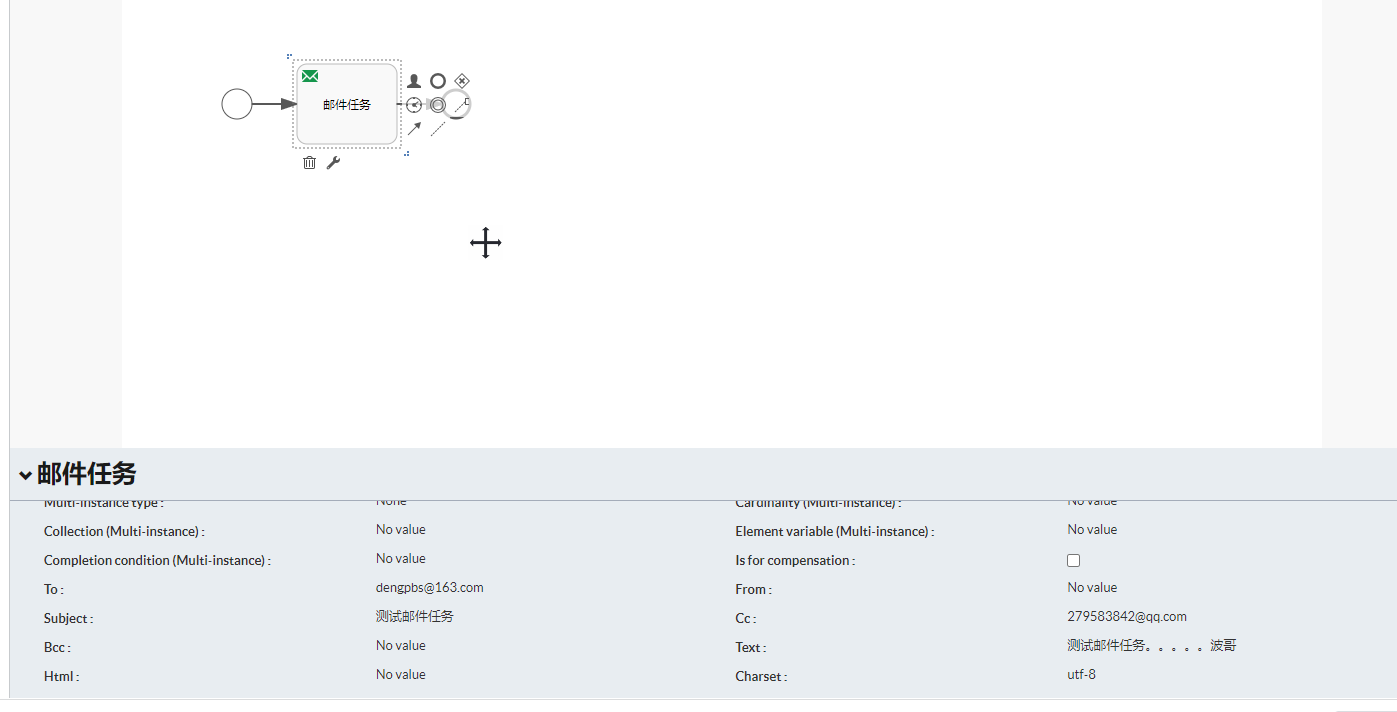 邮件任务
邮件任务
Multi-instance type : None Cardinality (Multi-instance) : No value
Collection (Multi-instance) : No value Element variable (Multi-instance) : No value
Completion condition (Multi-instance) : No value Is for compensation :
To : dengpbs@163.com From : No value
Subject : 测试邮件任务 Cc : 279583842@qq.com
Bcc : No value Text : 测试邮件任务。。。。。波哥
Html : No value Charset : utf-8